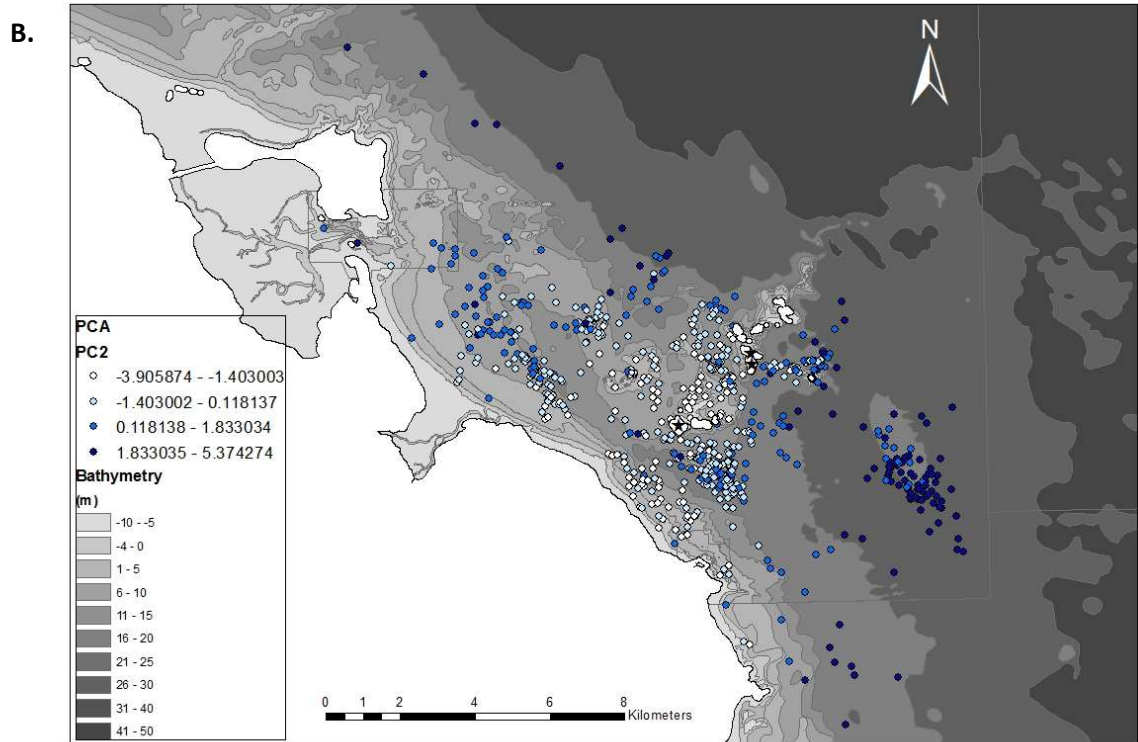 B.
N
PCA
PC2
-3.905874 - -1.403003
-1.403002 - 0.118137
0.118138 - 1.833034
1.833035 - 5.374274
Bathymetry
(m)
-10 - -5
-4 - 0
1 - 5
6 - 10
11 - 15
16 - 20
21 - 25
26 - 30
31 - 40
41 - 50
0 1 2 4 6 8
Kilometers